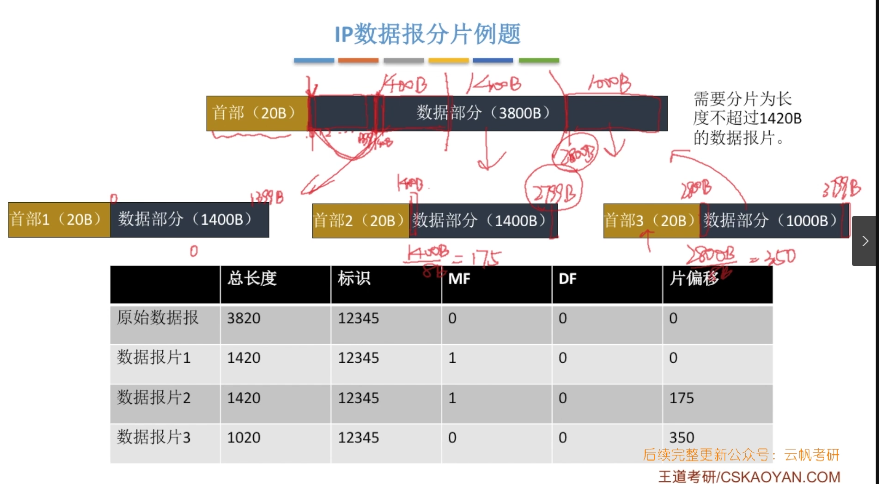 IP数据报分片例题
1400B 1400B 1000B
首部（20B） 数据部分（3800B）
需要分片为长
度不超过1420B
的数据报片。
2800B
0 1399B 1400 2799B 2800B 3799B
首部1（20B） 数据部分（1400B） 首部2（20B） 数据部分（1400B） 首部3（20B） 数据部分（1000B）
0 1400B/8B=175 2800B/8B=350
总长度 标识 MF DF 片偏移
原始数据报 3820 12345 0 0 0
数据报片1 1420 12345 1 0 0
数据报片2 1420 12345 1 0 175
数据报片3 1020 12345 0 0 350
后续完整更新公众号：云帆考研
王道考研/CSKAOYAN.COM